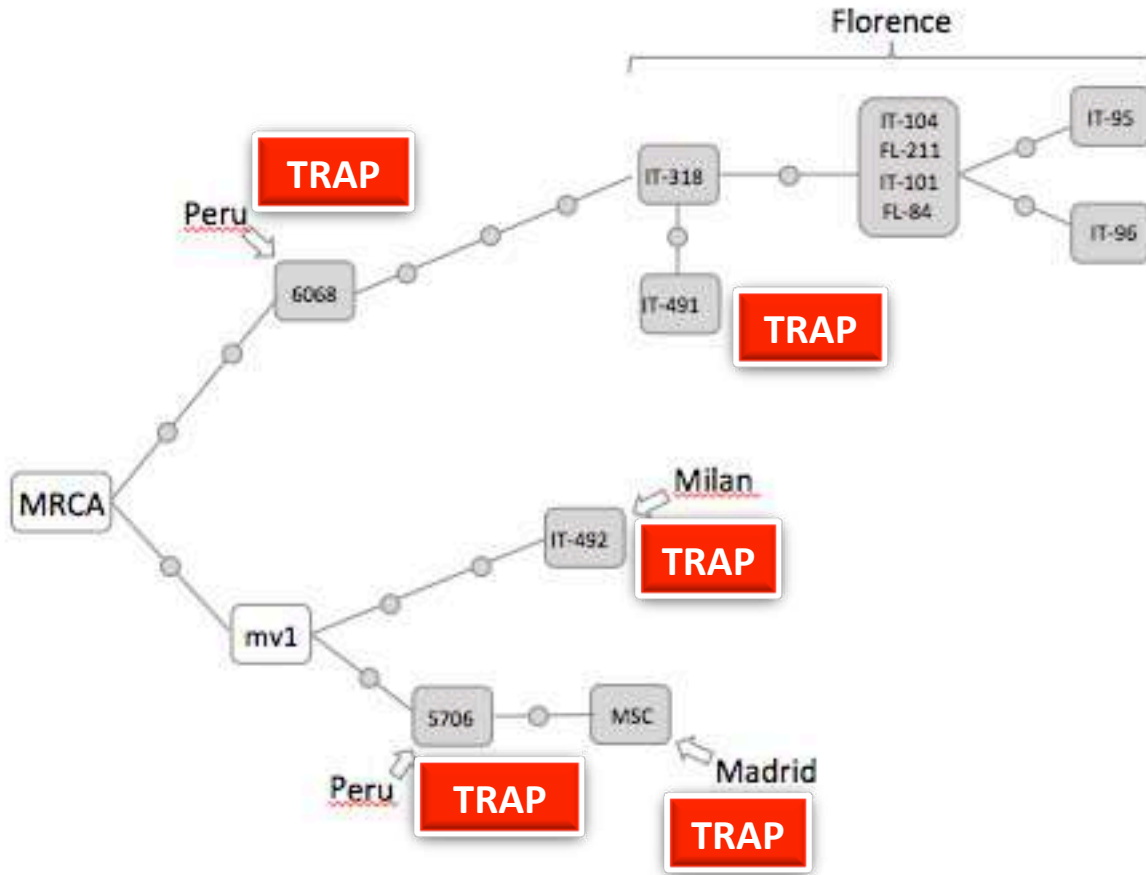 Florence
IT-104
FL-211
IT-101
FL-84
IT-95
TRAP
IT-318
Peru
IT-96
6068
IT-491
TRAP
Milan
MRCA
IT-492
TRAP
mv1
5706
MSC
Peru
TRAP
Madrid
TRAP